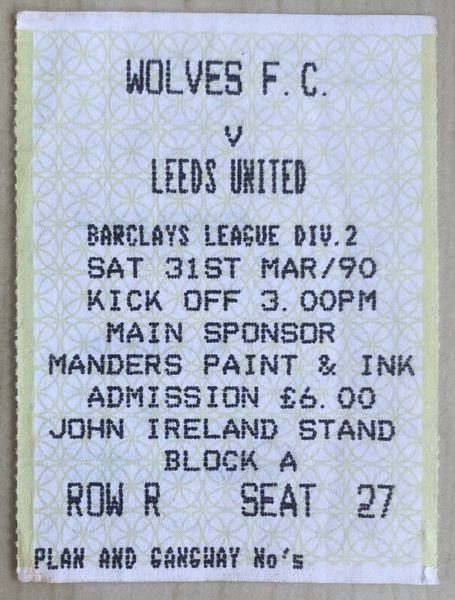 WOLVES F.C.
V
LEEDS UNITED
BARCLAYS LEAGUE DIV.2
SAT 31ST MAR/90
KICK OFF 3.00PM
MAIN SPONSOR
MANDERS PAINT & INK
ADMISSION £6.00
JOHN IRELAND STAND
BLOCK A
ROW R SEAT 27
PLAN AND GANGWAY No's